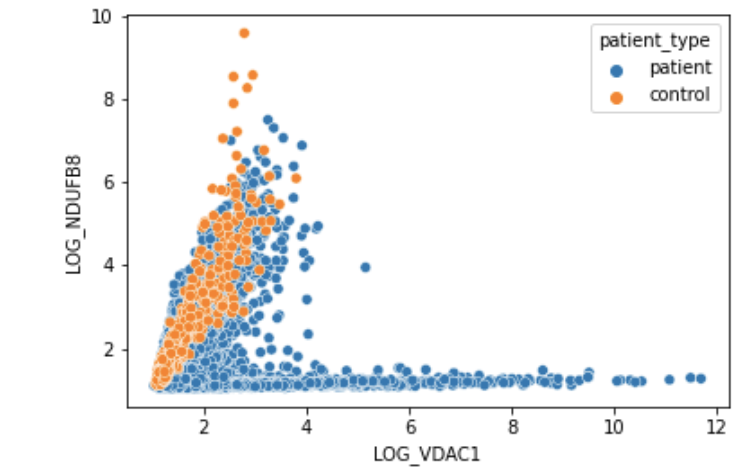 10
8
6
4
2
LOG_NDUFB8
patient_type
patient
control
2 4 6 8 10 12
LOG_VDAC1